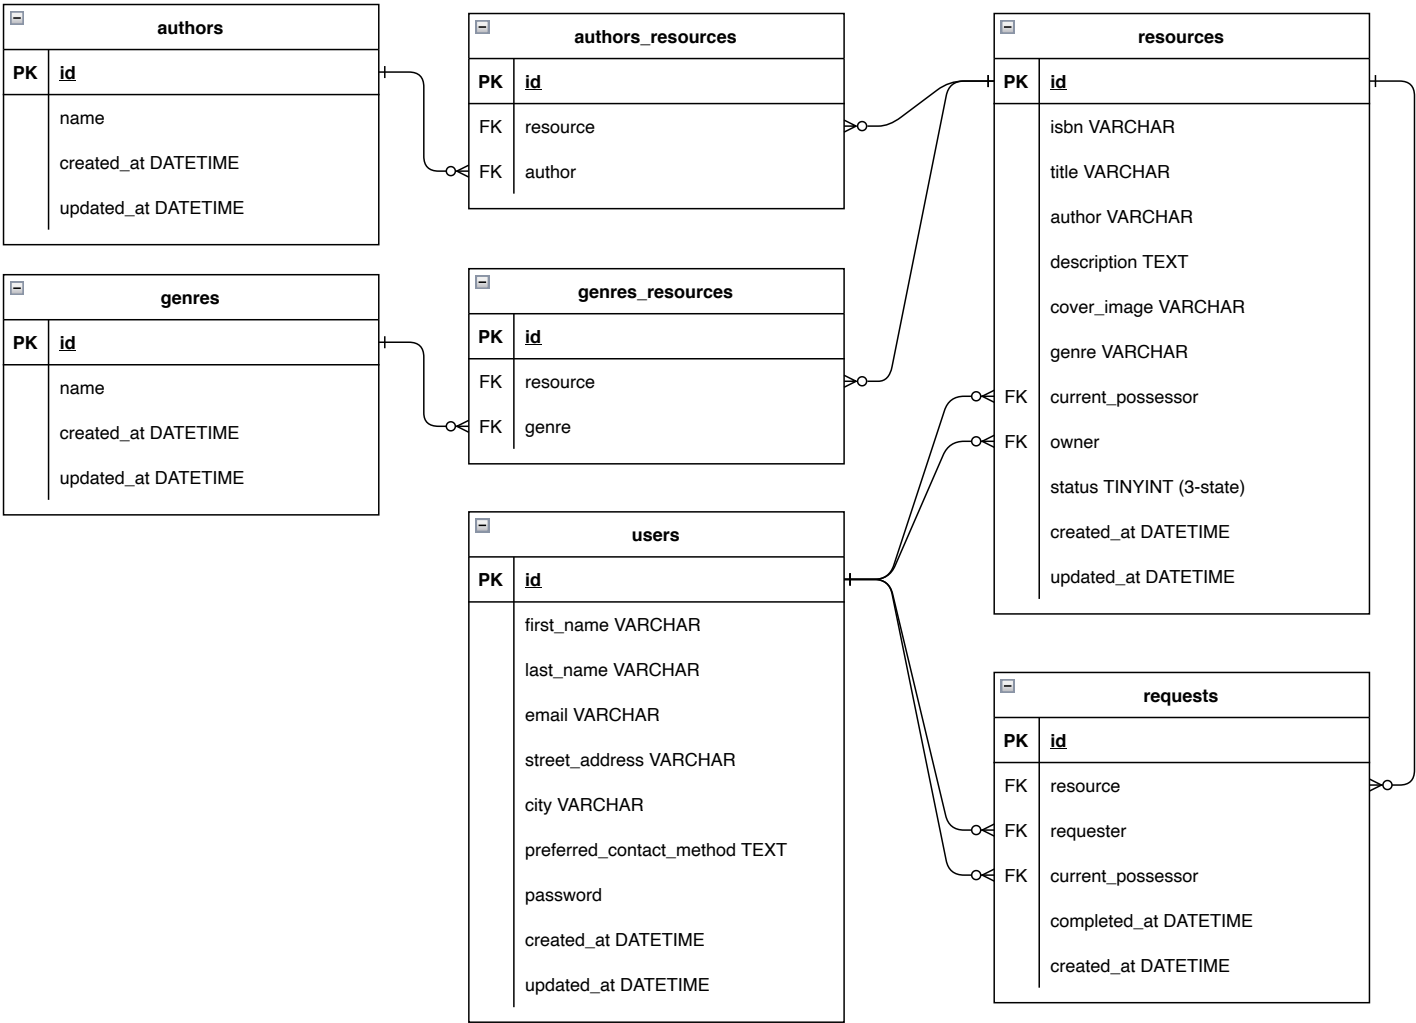 authors
PK id
name
created_at DATETIME
updated_at DATETIME
authors_resources
PK id
FK resource
FK author
resources
PK id
isbn VARCHAR
title VARCHAR
author VARCHAR
description TEXT
cover_image VARCHAR
genre VARCHAR
FK current_possessor
FK owner
status TINYINT (3-state)
created_at DATETIME
updated_at DATETIME
genres
PK id
name
created_at DATETIME
updated_at DATETIME
genres_resources
PK id
FK resource
FK genre
users
PK id
first_name VARCHAR
last_name VARCHAR
email VARCHAR
street_address VARCHAR
city VARCHAR
preferred_contact_method TEXT
password
created_at DATETIME
updated_at DATETIME
requests
PK id
FK resource
FK requester
FK current_possessor
completed_at DATETIME
created_at DATETIME